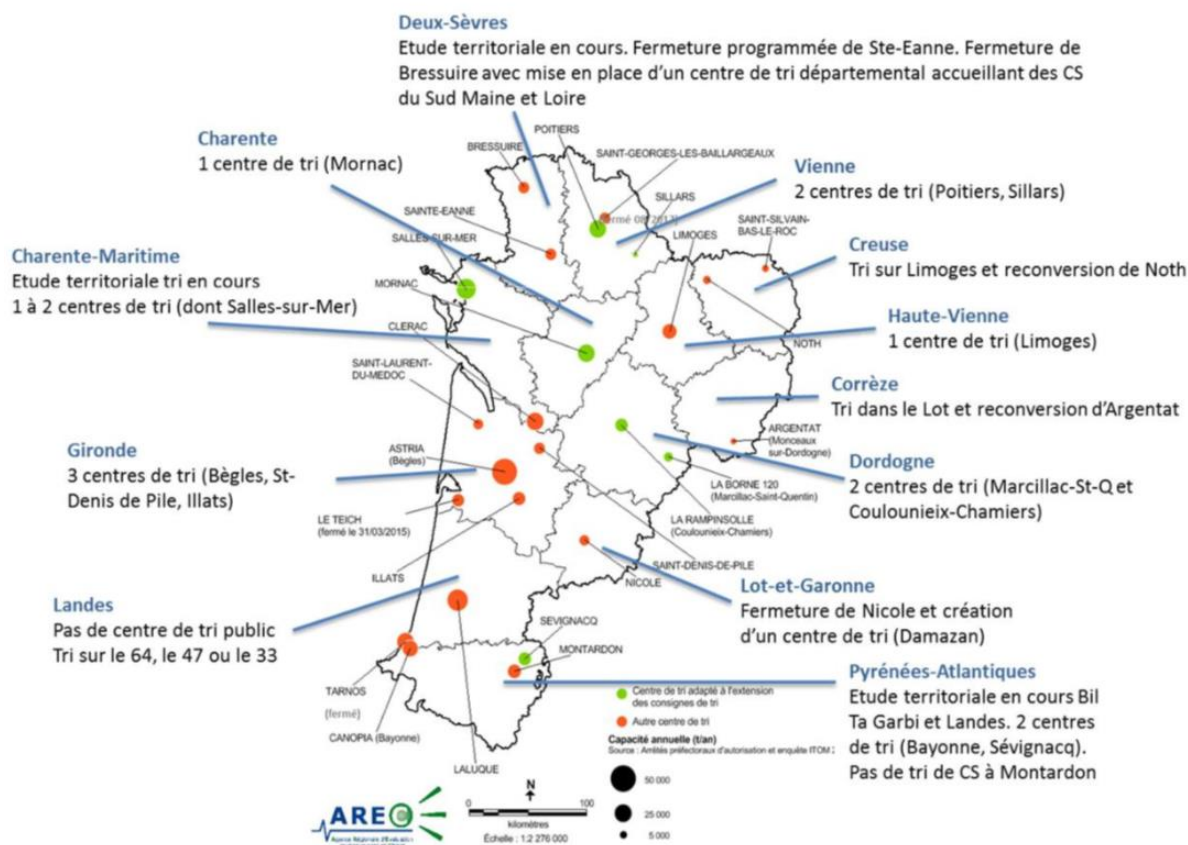 Deux-Sèvres
Etude territoriale en cours. Fermeture programmée de Ste-Eanne. Fermeture de
Bressuire avec mise en place d'un centre de tri départemental accueillant des CS
du Sud Maine et Loire
Charente
1 centre de tri (Mornac)
POITIERS
BRESSUIRE
SAINT-GEORGES-LES-BAILLARGEAUX
Vienne
2 centres de tri (Poitiers, Sillars)
SILLARS
SAINTE-EANNE
LIMOGES
SAINT-SILVAIN-
BAS-LE-ROC
Charente-Maritime
Etude territoriale tri en cours
1 à 2 centres de tri (dont Salles-sur-Mer)
SALLES-SUR-MER
MORNAC
Creuse
Tri sur Limoges et reconversion de Noth
CLERAC
Haute-Vienne
1 centre de tri (Limoges)
NOTH
SAINT-LAURENT-
DU-MEDOC
Corrèze
Tri dans le Lot et reconversion d'Argentat
ARGENTAT
(Monceaux
sur-Dordogne)
Gironde
3 centres de tri (Bègles, St-
Denis de Pile, Illats)
ASTRIA
(Bègles)
LA BORNE 120
(Marcillac-Saint-Quentin)
Dordogne
2 centres de tri (Marcillac-St-Q et
Coulounieix-Chamiers)
LE TEICH
(fermé le 31/03/2015)
LA RAMPINSOLLE
(Coulounieix-Chamiers)
ILLATS
SAINT-DENIS-DE-PILE
NICOLE
Landes
Pas de centre de tri public
Tri sur le 64, le 47 ou le 33
Lot-et-Garonne
Fermeture de Nicole et création
d'un centre de tri (Damazan)
SEVIGNACQ
MONTARDON
TARNOS
(fermé)
CANOPIA (Bayonne)
LALUQUE
Pyrénées-Atlantiques
Etude territoriale en cours Bil
Ta Garbi et Landes. 2 centres
de tri (Bayonne, Sévignacq).
Pas de tri de CS à Montardon
Centre de tri adapté à l'extension
des consignes de tri
Autre centre de tri
Capacité annuelle (t/an)
Source : Arrêtés préfectoraux d'autorisation et enquête ITOM
50 000
25 000
5 000
N
0 100
kilomètres
Échelle : 1:2 276 000
AREC